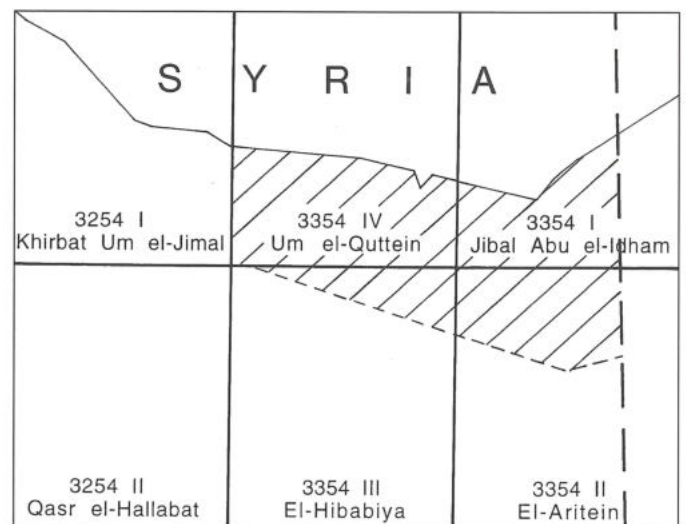 S Y R I A
3254 I
Khirbat Um el-Jimal
3354 IV
Um el-Quttein
3354 I
Jibal Abu el-Idham
3254 II
Qasr el-Hallabat
3354 III
El-Hibabiya
3354 II
El-Aritein